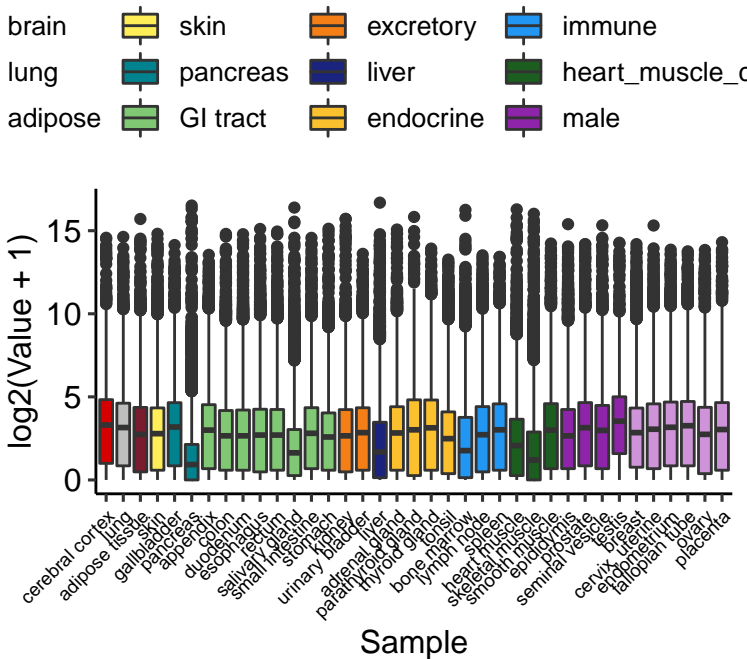 brain skin excretory immune
lung pancreas liver heart_muscle_c
adipose GI tract endocrine male
log2(Value + 1)
15
10
5
0
cerebral cortex
lung
adipose tissue
skin
gallbladder
pancreas
appendix
colon
duodenum
esophagus
rectum
salivary gland
small intestine
stomach
kidney
urinary bladder
liver
adrenal gland
parathyroid gland
thyroid gland
tonsil
bone marrow
lymph node
spleen
heart muscle
skeletal muscle
smooth muscle
epididymis
prostate
seminal vesicle
testis
breast
cervix, uterine
endometrium
fallopian tube
ovary
placenta
Sample